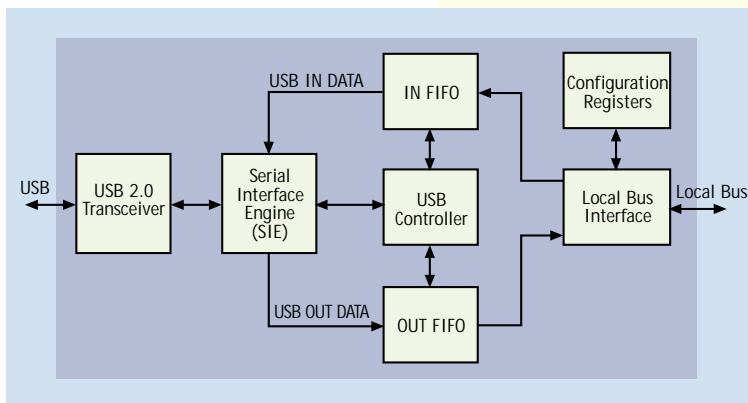 USB IN DATA
IN FIFO
Configuration
Registers
USB
USB 2.0
Transceiver
Serial
Interface
Engine
(SIE)
USB
Controller
Local Bus
Interface
Local Bus
USB OUT DATA
OUT FIFO